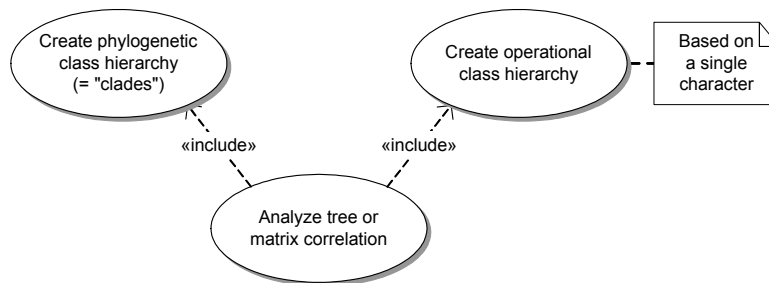 Create phylogenetic
class hierarchy
(= "clades")
Create operational
class hierarchy
Based on
a single
character
«include»
«include»
Analyze tree or
matrix correlation